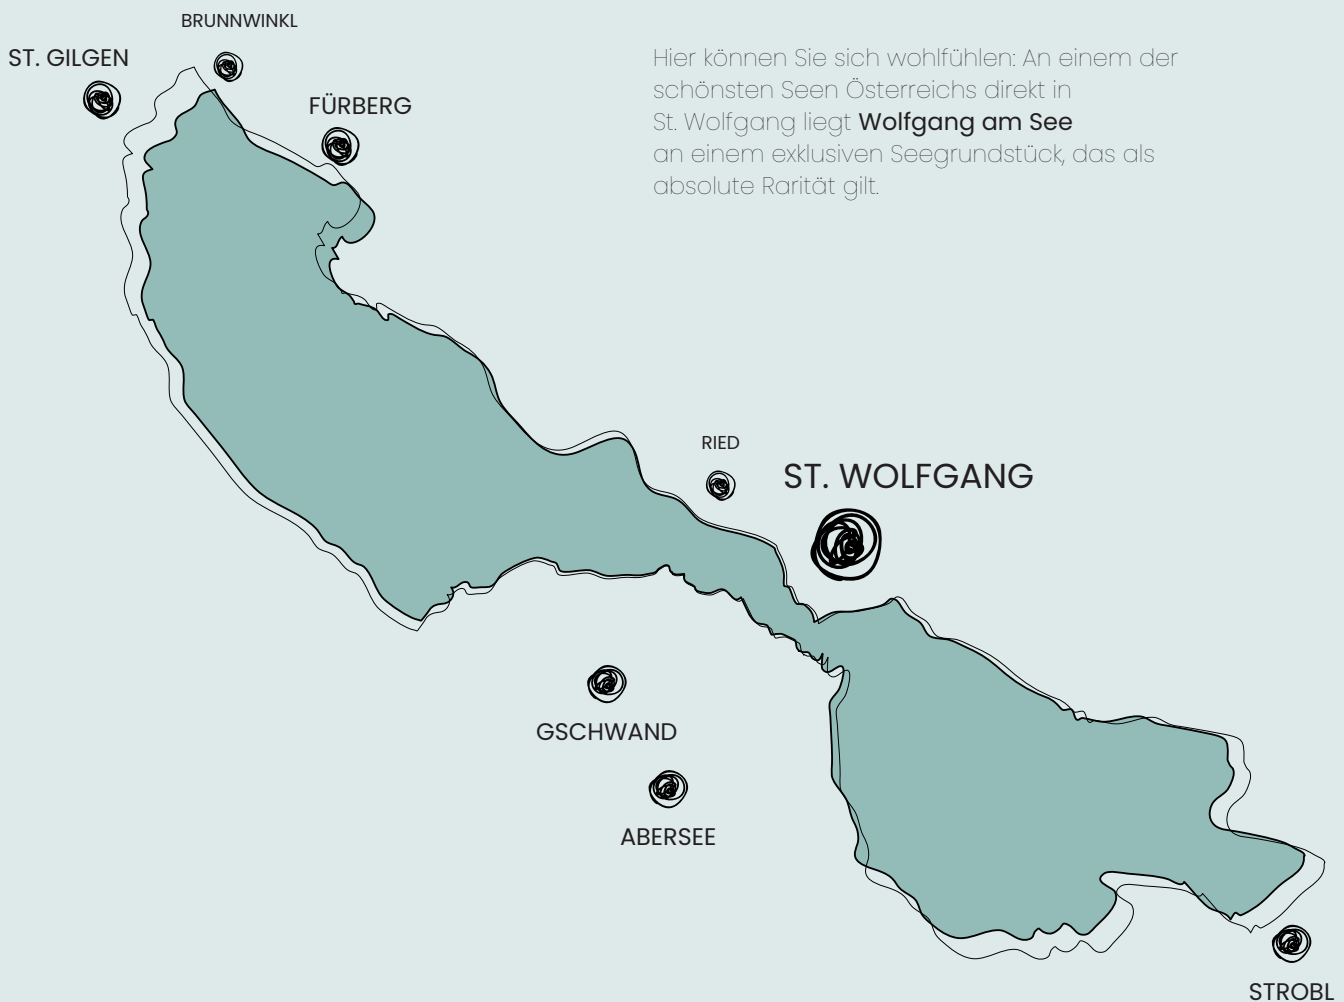 BRUNNWINKL
ST. GILGEN
FÜRBERG
Hier können Sie sich wohlfühlen: An einem der
schönsten Seen Österreichs direkt in
St. Wolfgang liegt Wolfgang am See
an einem exklusiven Seegrundstück, das als
absolute Rarität gilt.
RIED
ST. WOLFGANG
GSCHWAND
ABERSEE
STROBL